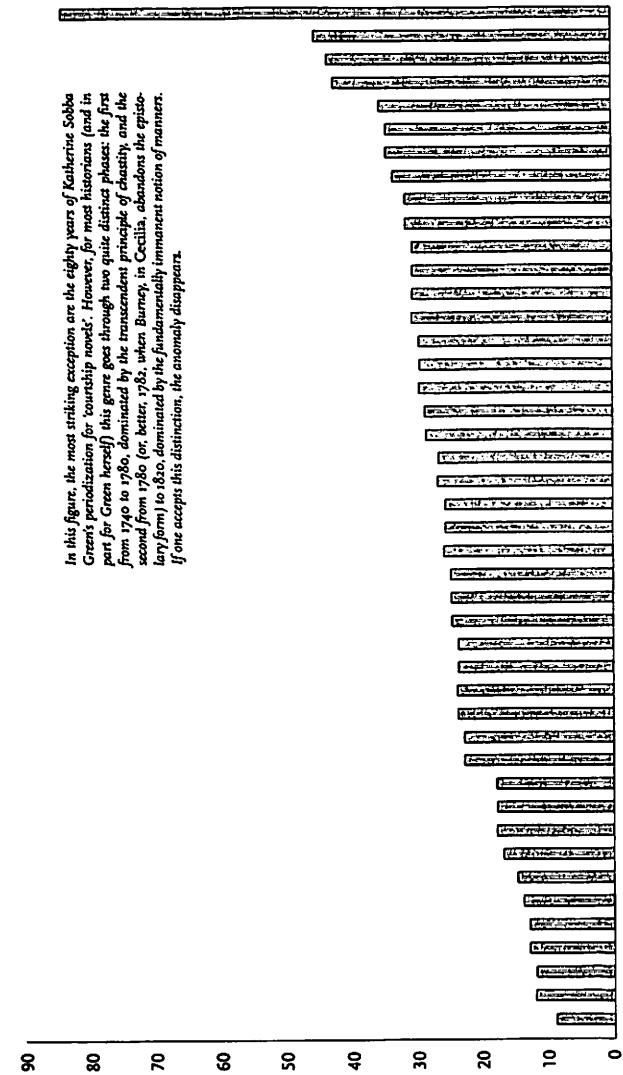 In this figure, the most striking exception are the eighty years of Katherine Sobba
Green's periodization for 'courtship novels'. However, for most historians (and in
part for Green herself) this genre goes through two quite distinct phases: the first
from 1740 to 1780, dominated by the transcendent principle of chastity, and the
second from 1780 (or, better, 1782, when Burney, in Cecilia, abandons the episto-
lary form) to 1820, dominated by the fundamentally immanent notion of manners.
If one accepts this distinction, the anomaly disappears.
90
80
70
60
50
40
30
20
10
0